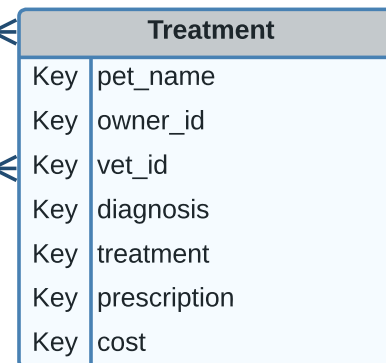 Treatment
Key pet_name
Key owner_id
Key vet_id
Key diagnosis
Key treatment
Key prescription
Key cost